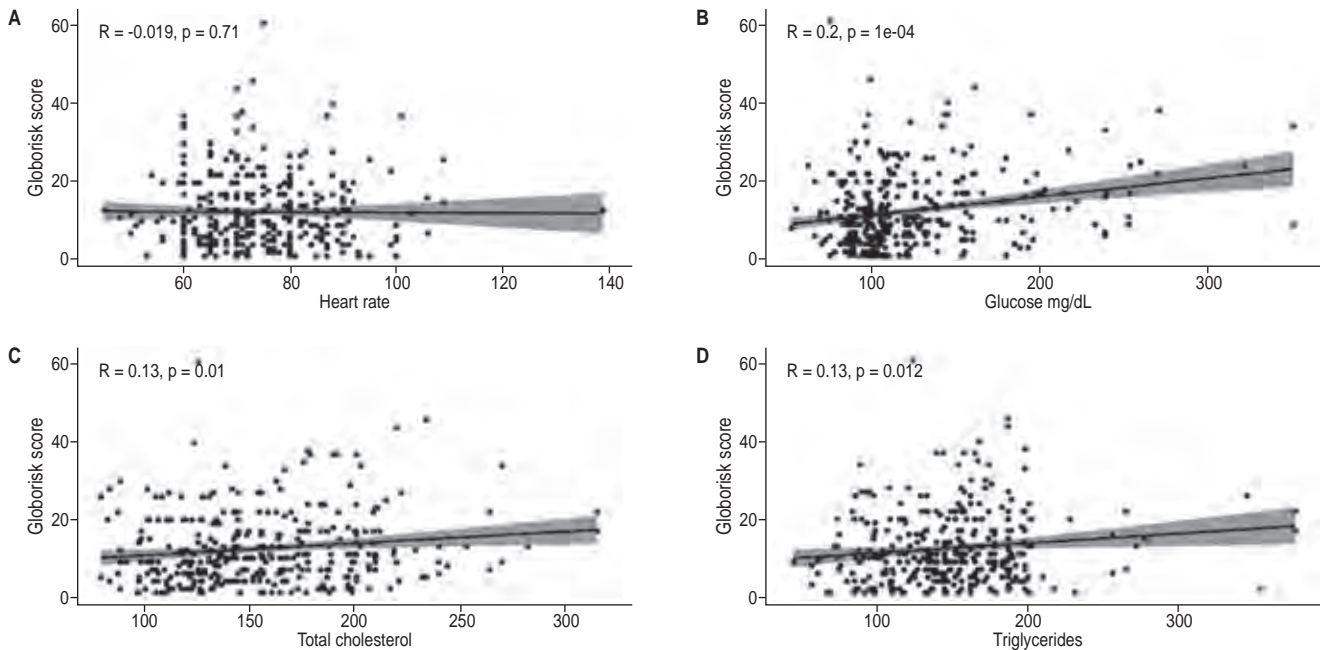 A
R = -0.019, p = 0.71
Globorisk score
60
40
20
0
60 80 100 120 140
Heart rate
B
R = 0.2, p = 1e-04
Globorisk score
60
40
20
0
100 200 300
Glucose mg/dL
C
R = 0.13, p = 0.01
Globorisk score
60
40
20
0
100 150 200 250 300
Total cholesterol
D
R = 0.13, p = 0.012
Globorisk score
60
40
20
0
100 200 300
Triglycerides